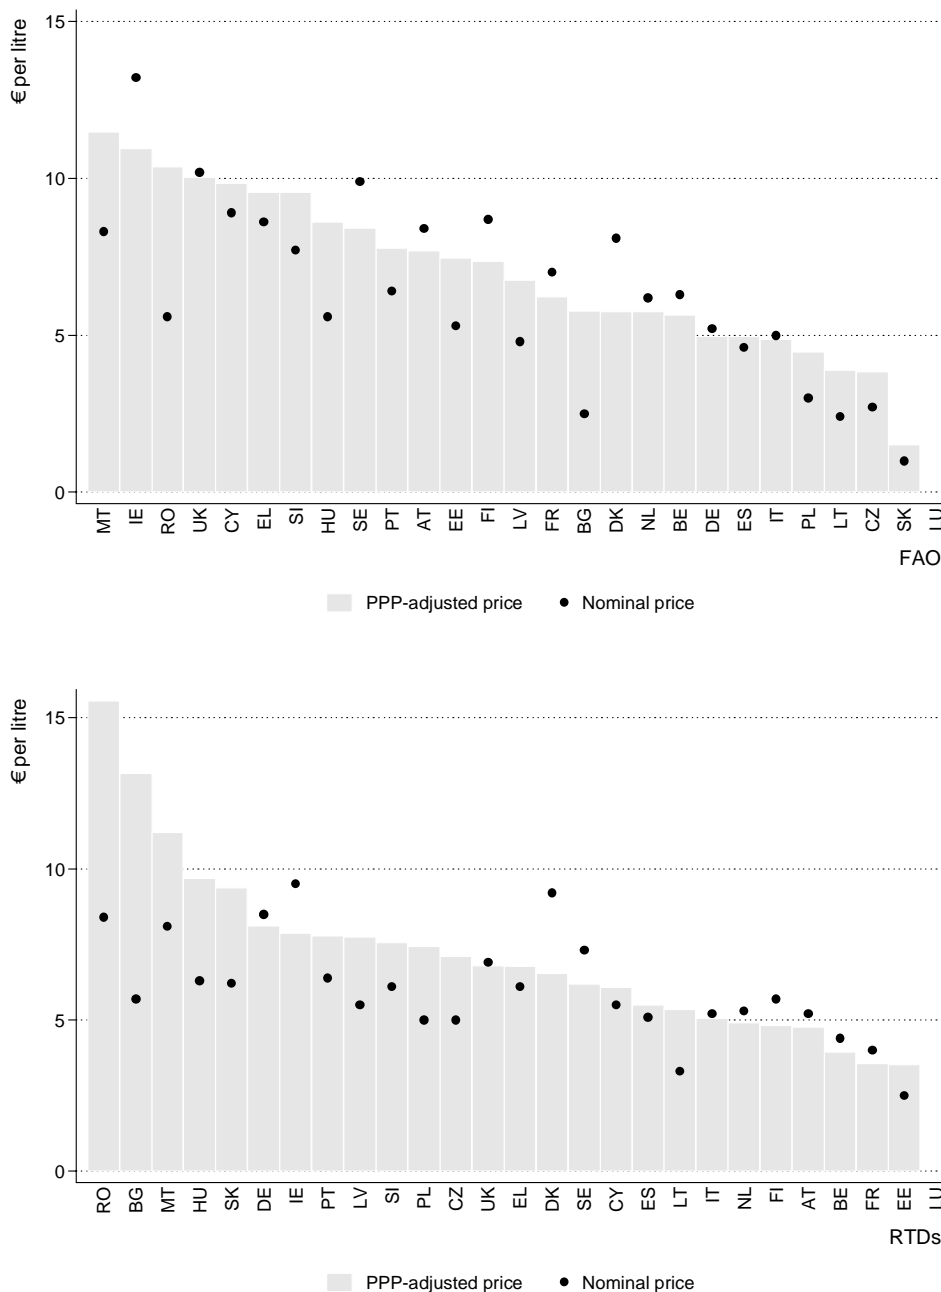 € per litre
15
10
5
0
MT IE RO UK CY EL SI HU SE PT AT EE FI LV FR BG DK NL BE DE ES IT PL LT CZ SK LU
FAO
PPP-adjusted price Nominal price
€ per litre
15
10
5
0
RO BG MT HU SK DE IE PT LV SI PL CZ UK EL DK SE CY ES LT IT NL FI AT BE FR EE LU
RTDs
PPP-adjusted price Nominal price